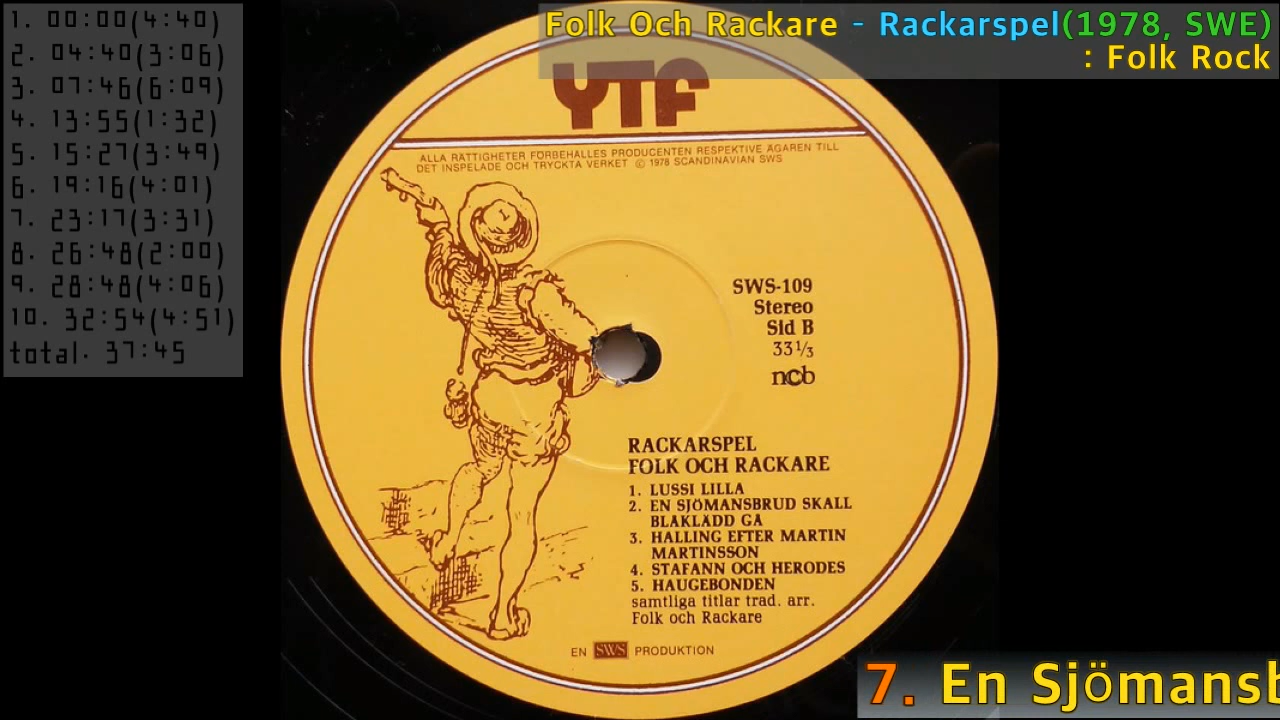 1. 00:00(4:40)
2. 04:40(3:06)
3. 07:46(6:09)
4. 13:55(1:32)
5. 15:27(3:49)
6. 19:16(4:01)
7. 23:17(3:31)
8. 26:48(2:00)
9. 28:48(4:06)
10. 32:54(4:51)
total. 37:45
Folk Och Rackare - Rackarspel(1978, SWE)
: Folk Rock
YTF
ALLA RÄTTIGHETER FÖRBEHÅLLES PRODUCENTEN RESPEKTIVE ÄGAREN TILL
DET INSPELADE OCH TRYCKTA VERKET © 1978 SCANDINAVIAN SWS
SWS-109
Stereo
Sid B
33⅓
ncb
RACKARSPEL
FOLK OCH RACKARE
1. LUSSI LILLA
2. EN SJÖMANSBRUD SKALL
BLÅKLÄDD GÅ
3. HALLING EFTER MARTIN
MARTINSSON
4. STAFANN OCH HERODES
5. HAUGEBONDEN
samtliga titlar trad. arr.
Folk och Rackare
EN SWS PRODUKTION
7. En Sjömansb